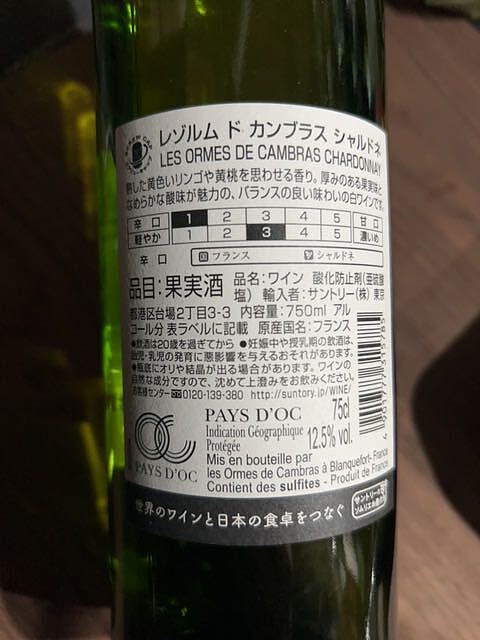 レゾルム ド カンブラス シャルドネ
LES ORMES DE CAMBRAS CHARDONNAY
熟した黄色いリンゴや黄桃を思わせる香り。厚みのある果実味と
なめらかな酸味が魅力の、バランスの良い味わいの白ワインです。
辛口 1 2 3 4 5 甘口
軽やか 1 2 3 4 5 濃いめ
辛口 国 フランス シャルドネ
品目:果実酒 品名:ワイン 酸化防止剤(亜硫酸
塩) 輸入者:サントリー(株) 東京
都港区台場2丁目3-3 内容量:750ml アル
コール分 表ラベルに記載 原産国名:フランス
●飲酒は20歳を過ぎてから ●妊娠中や授乳期の飲酒は、
胎児・乳児の発育に悪影響を与えるおそれがあります。
●瓶底にオリや結晶が出る場合があります。ワインの
自然な成分ですので、沈めて上澄みをお飲みください。
お客様センター 0120-139-380 http://suntory.jp/WINE/
PAYS D'OC
75cl
Indication Géographique
Protégée
12.5% vol.
PAYS D'OC
Mis en bouteille par
les Ormes de Cambras à Blanquefort- France
Contient des sulfites - Produit de France
世界のワインと日本の食卓をつなぐ